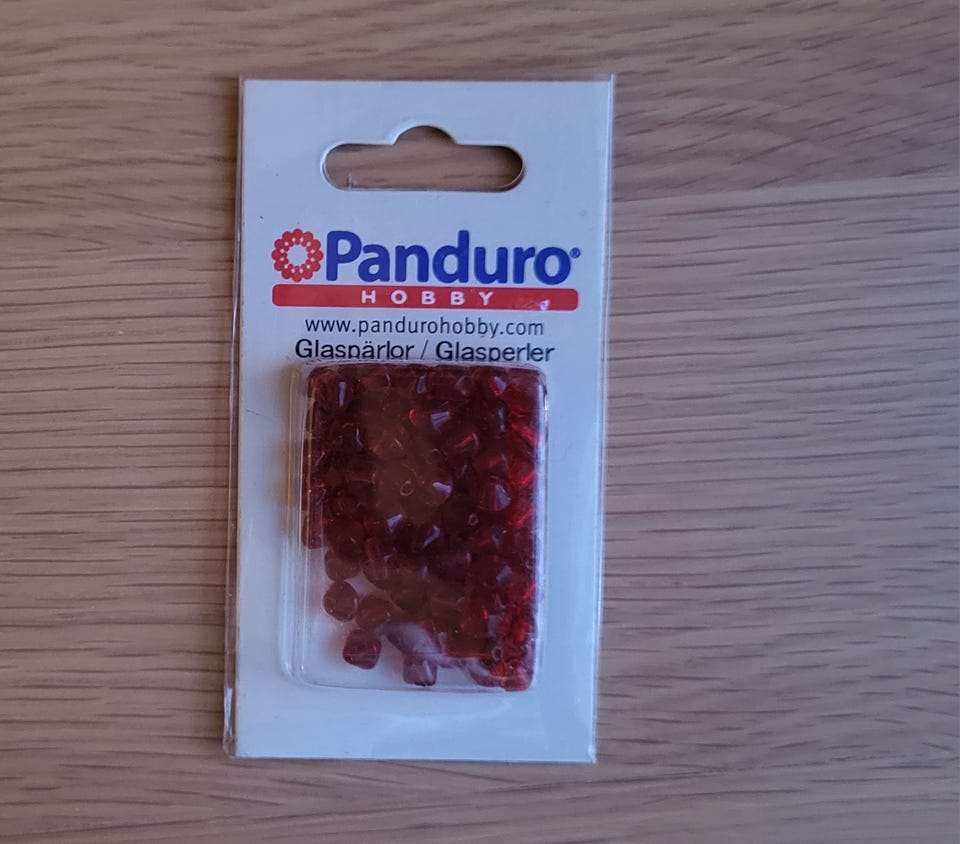 Panduro®
HOBBY
www.pandurohobby.com
Glaspärlor / Glasperler